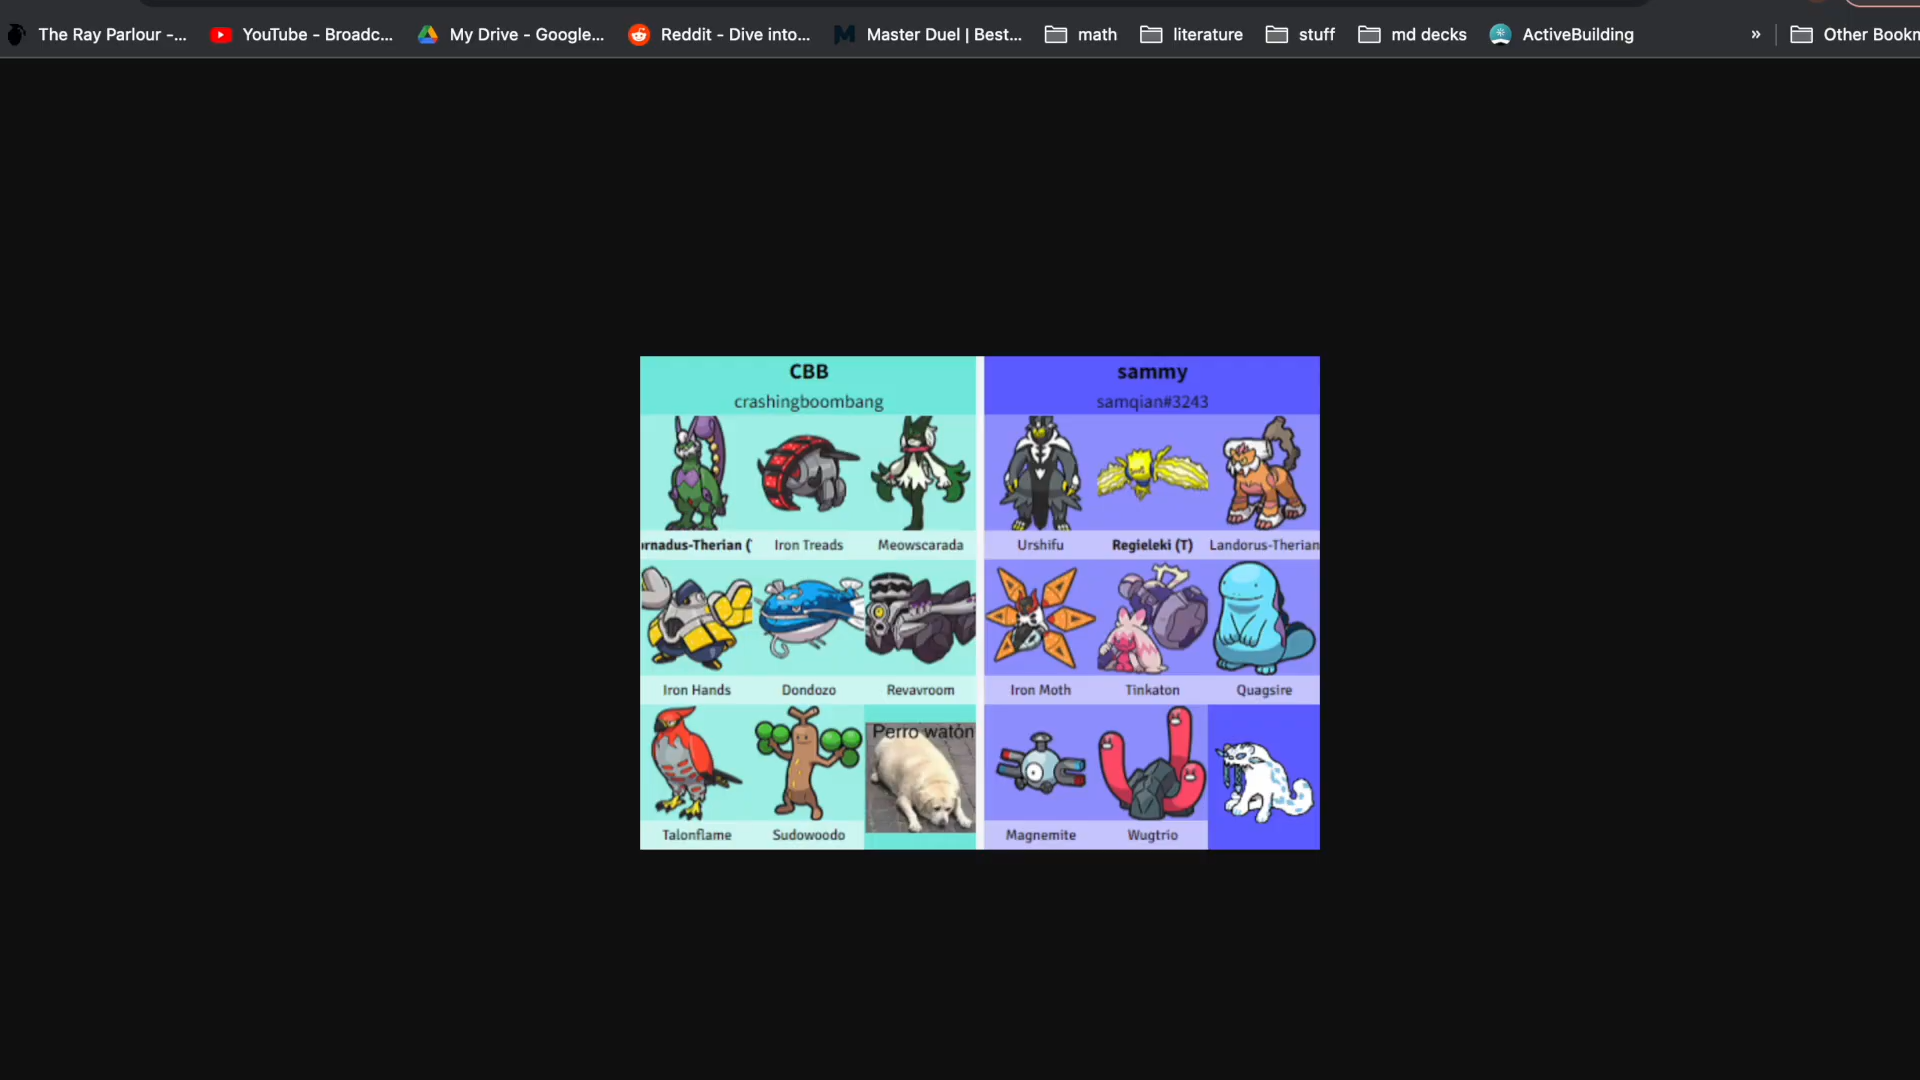 The Ray Parlour -...
YouTube - Broadc...
My Drive - Google...
Reddit - Dive into...
Master Duel | Best...
math
literature
stuff
md decks
ActiveBuilding
»
Other Bookm
CBB
crashingboombang
rnadus-Therian (
Iron Treads
Meowscarada
Iron Hands
Dondozo
Revavroom
Talonflame
Sudowoodo
Perro watón
sammy
samqian#3243
Urshifu
Regieleki (T)
Landorus-Therian
Iron Moth
Tinkaton
Quagsire
Magnemite
Wugtrio